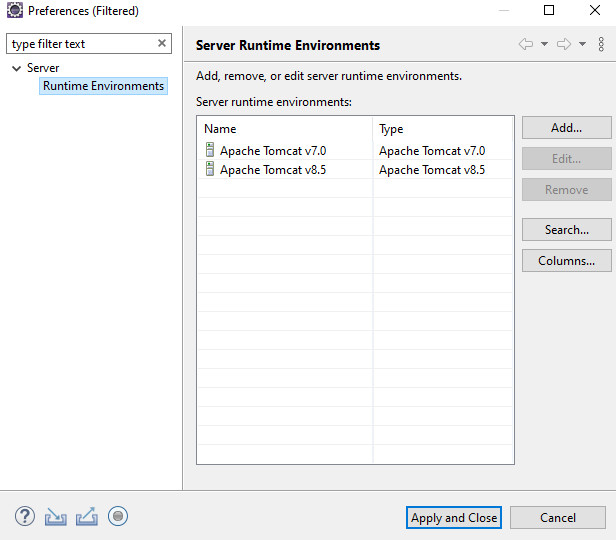 Preferences (Filtered)
type filter text
Server
Runtime Environments
Server Runtime Environments
Add, remove, or edit server runtime environments.
Server runtime environments:
Name Type
Apache Tomcat v7.0 Apache Tomcat v7.0
Apache Tomcat v8.5 Apache Tomcat v8.5
Add...
Edit...
Remove
Search...
Columns...
Apply and Close
Cancel